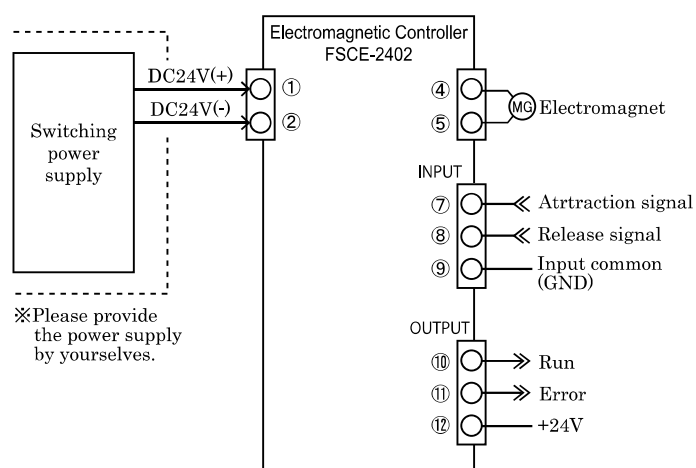 Electromagnetic Controller
FSCE-2402
DC24V(+)
①
DC24V(-)
②
Switching
power
supply
④
⑤
MG
Electromagnet
INPUT
⑦
Atrtraction signal
⑧
Release signal
⑨
Input common
(GND)
※Please provide
the power supply
by yourselves.
OUTPUT
⑩
Run
⑪
Error
⑫
+24V